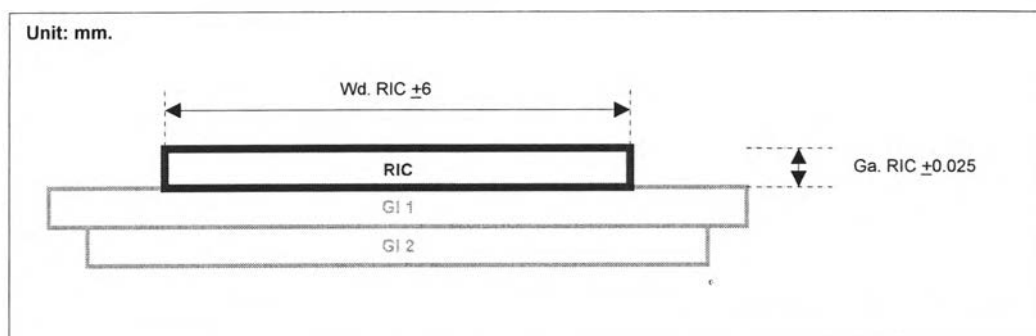 Unit: mm.
Wd. RIC ±6
RIC
Ga. RIC ±0.025
GI 1
GI 2